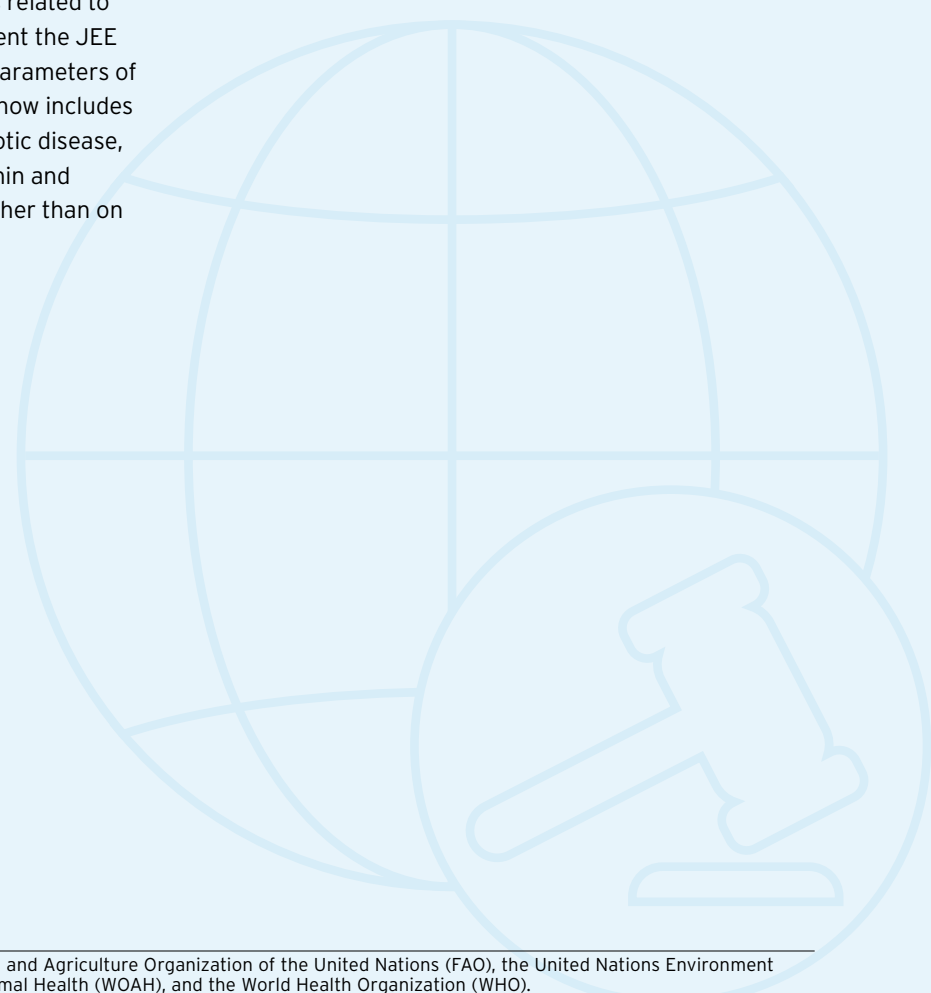 related to
ent the JEE
arameters of
now includes
otic disease,
hin and
her than on
and Agriculture Organization of the United Nations (FAO), the United Nations Environment
mal Health (WOAH), and the World Health Organization (WHO).